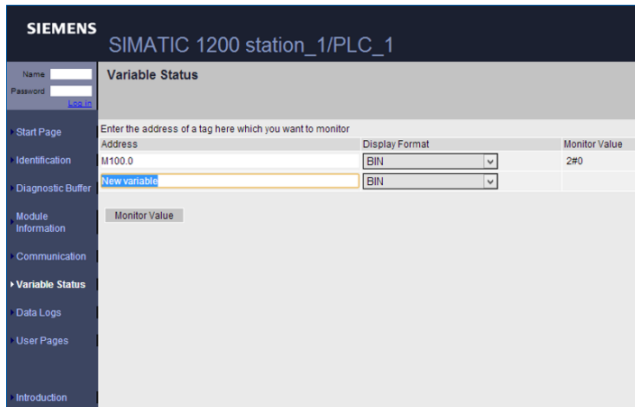 SIEMENS
SIMATIC 1200 station_1/PLC_1
Name
Password
Log in
Variable Status
Start Page
Identification
Diagnostic Buffer
Module
Information
Communication
Variable Status
Data Logs
User Pages
Introduction
Enter the address of a tag here which you want to monitor
Address Display Format Monitor Value
M100.0 BIN 2#0
New variable BIN
Monitor Value